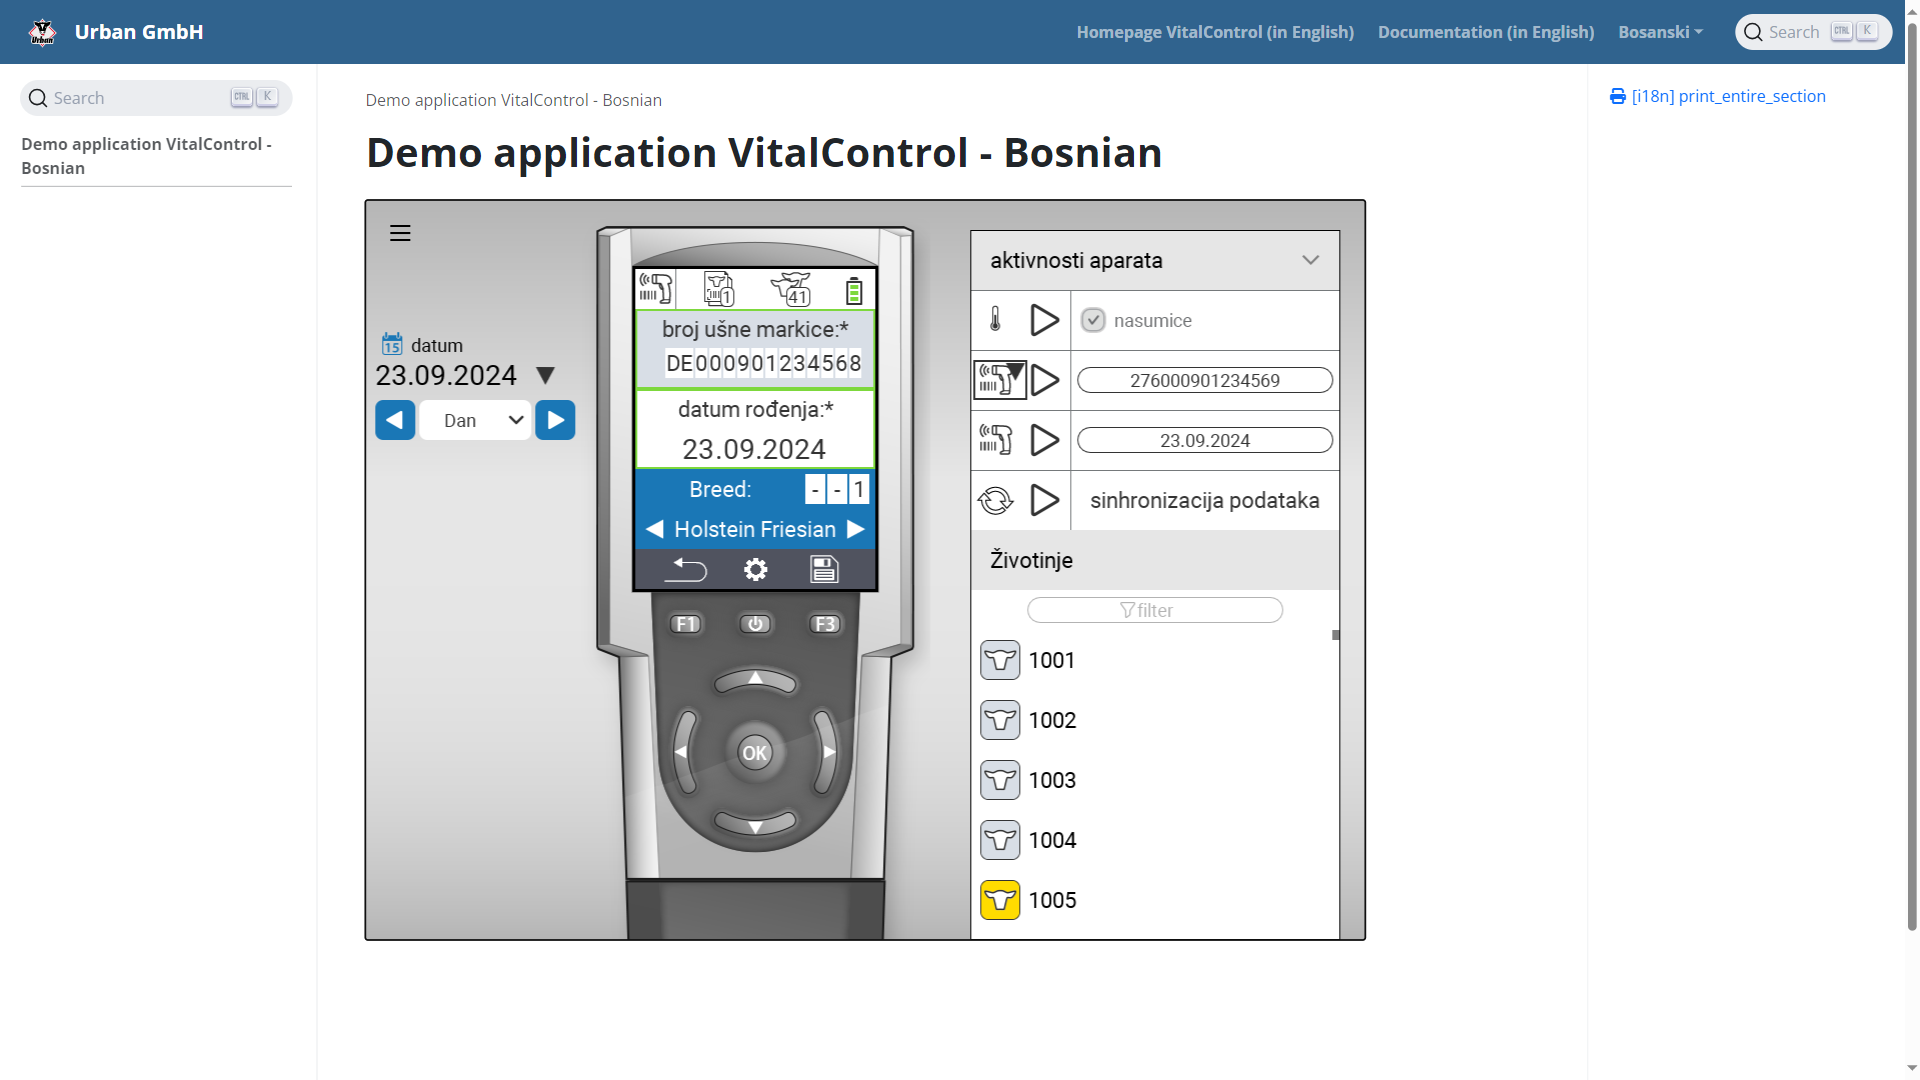 Urban GmbH
Homepage VitalControl (in English)
Documentation (in English)
Bosanski
Search CTRL K
Search CTRL K
Demo application VitalControl -
Bosnian
Demo application VitalControl - Bosnian
[i18n] print_entire_section
Demo application VitalControl - Bosnian
15 datum
23.09.2024
Dan
1
41
broj ušne markice:*
DE000901234568
datum rođenja:*
23.09.2024
Breed: - - 1
Holstein Friesian
F1
F3
OK
aktivnosti aparata
nasumice
276000901234569
23.09.2024
sinhronizacija podataka
Životinje
filter
1001
1002
1003
1004
1005